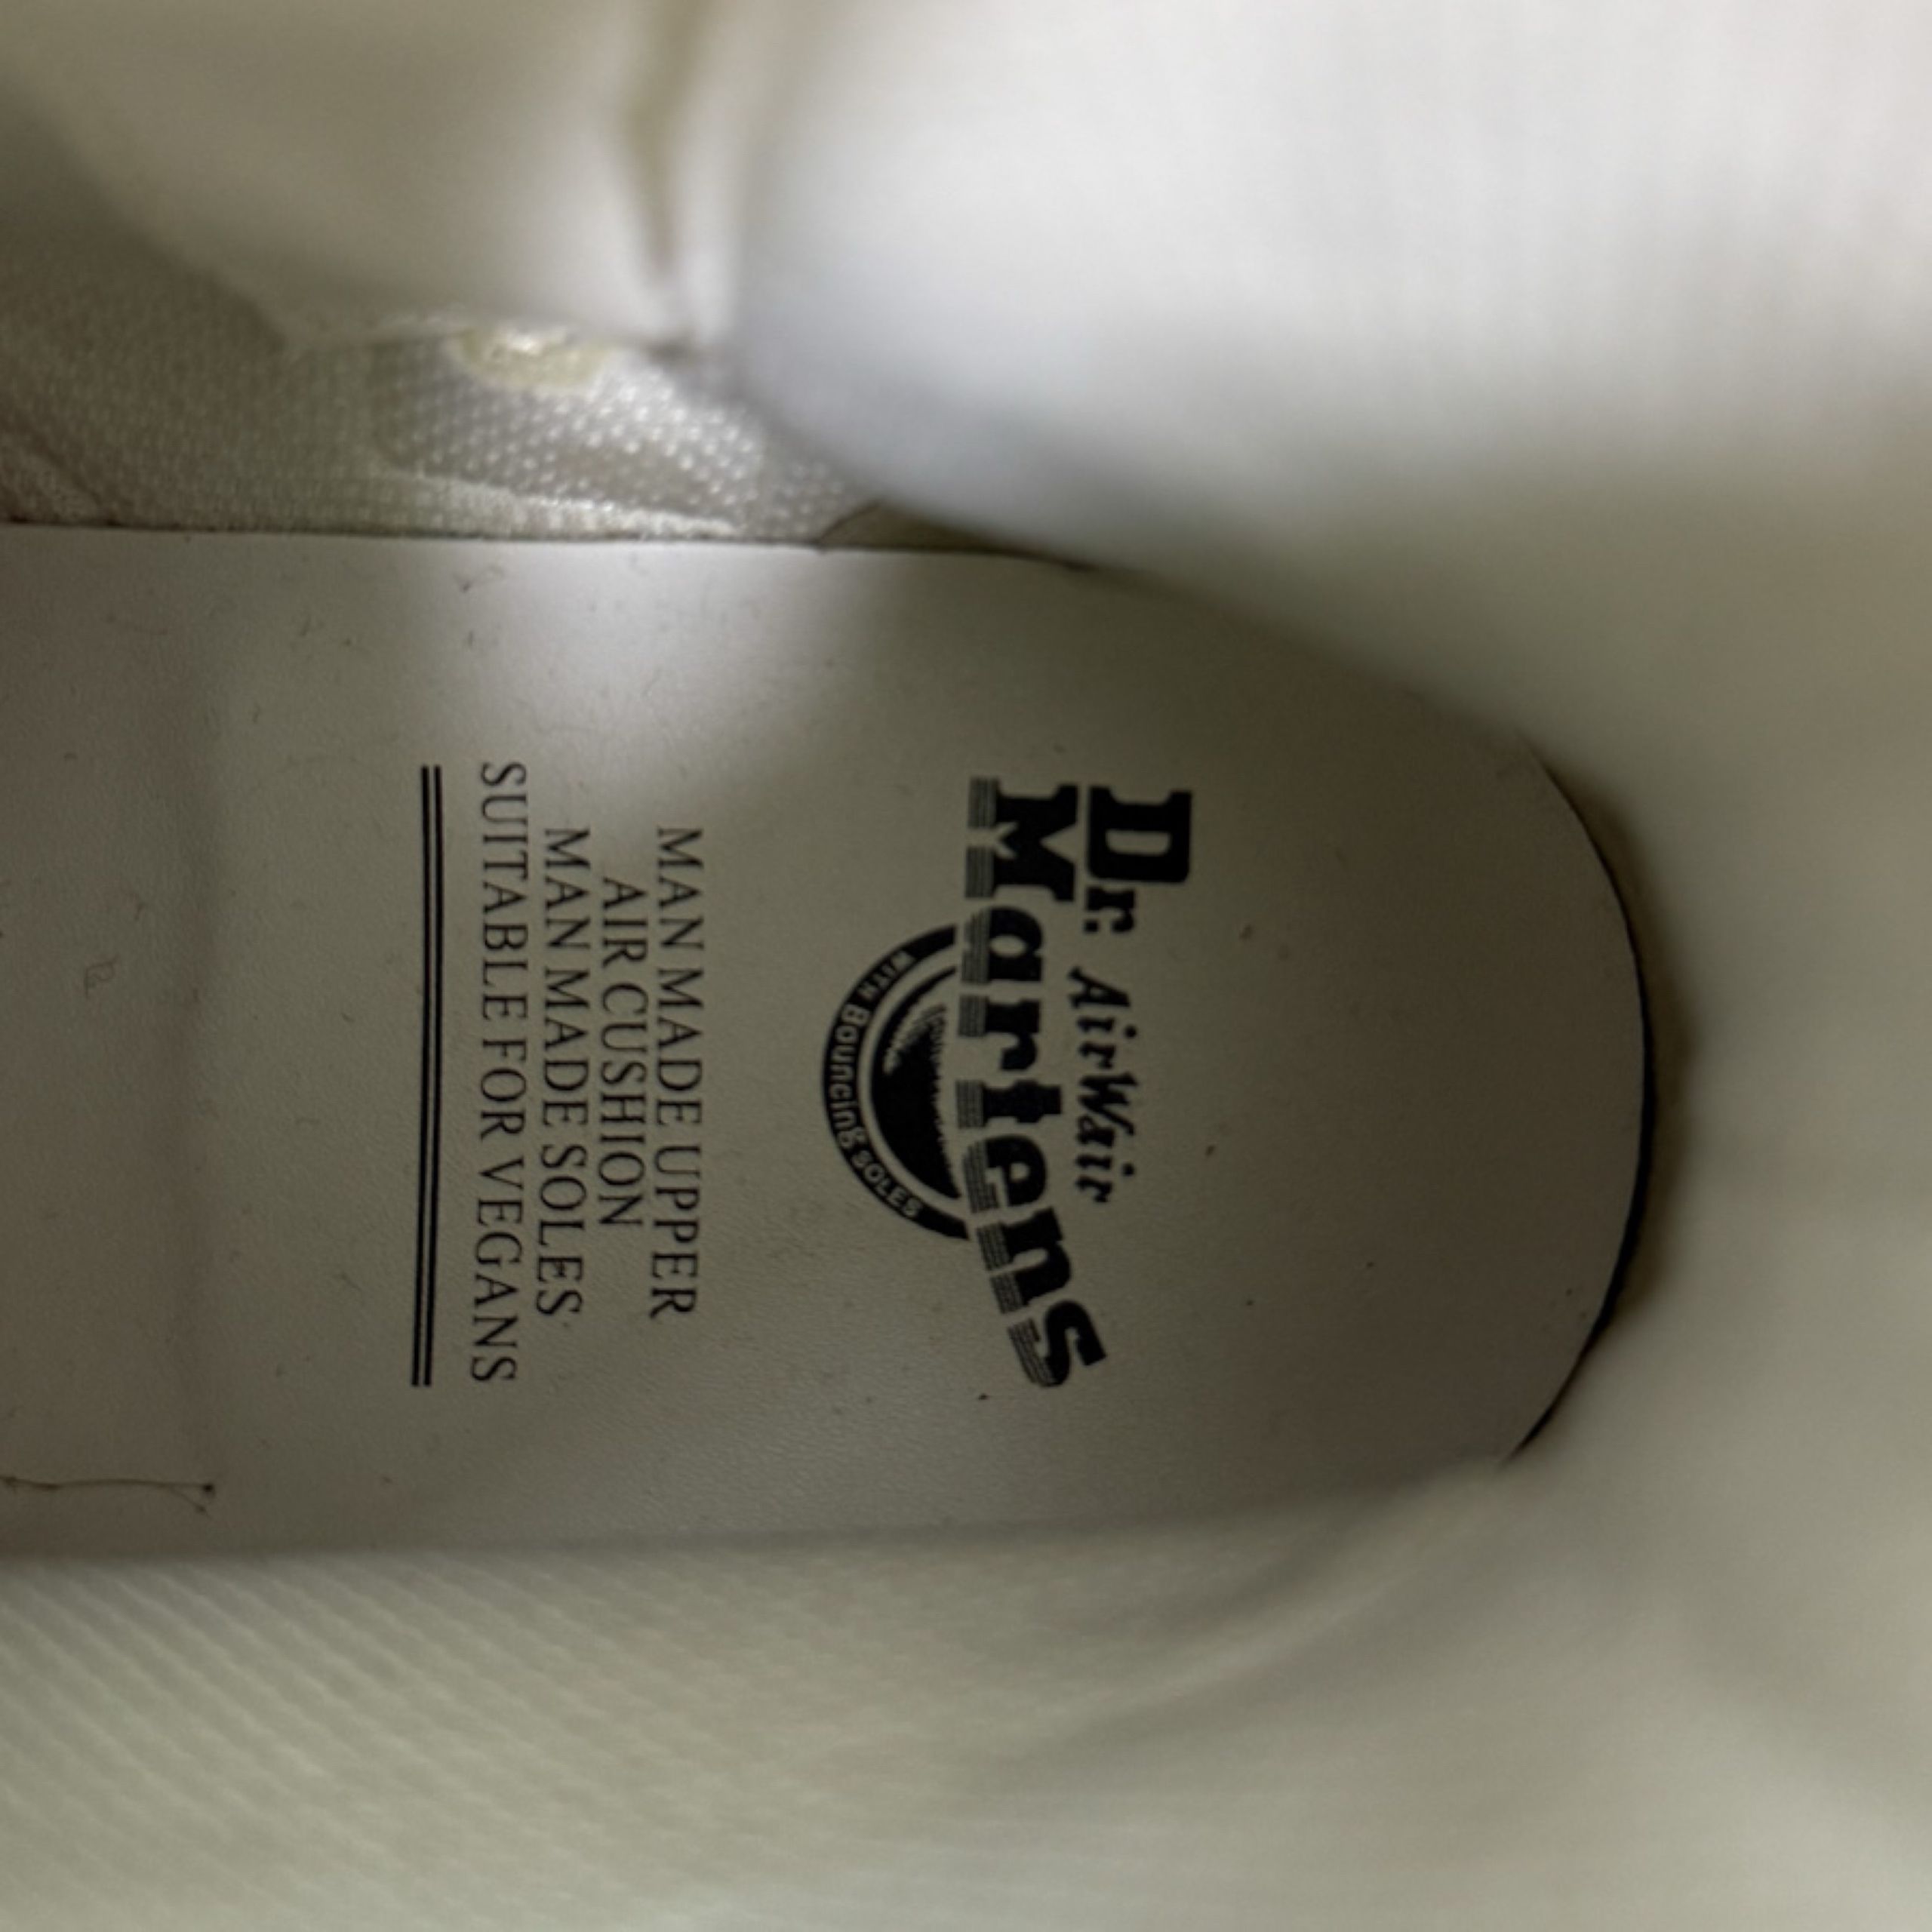 Dr.
AirWair
Martens
WITH Bouncing SOLES
MAN MADE UPPER
AIR CUSHION
MAN MADE SOLES
SUITABLE FOR VEGANS